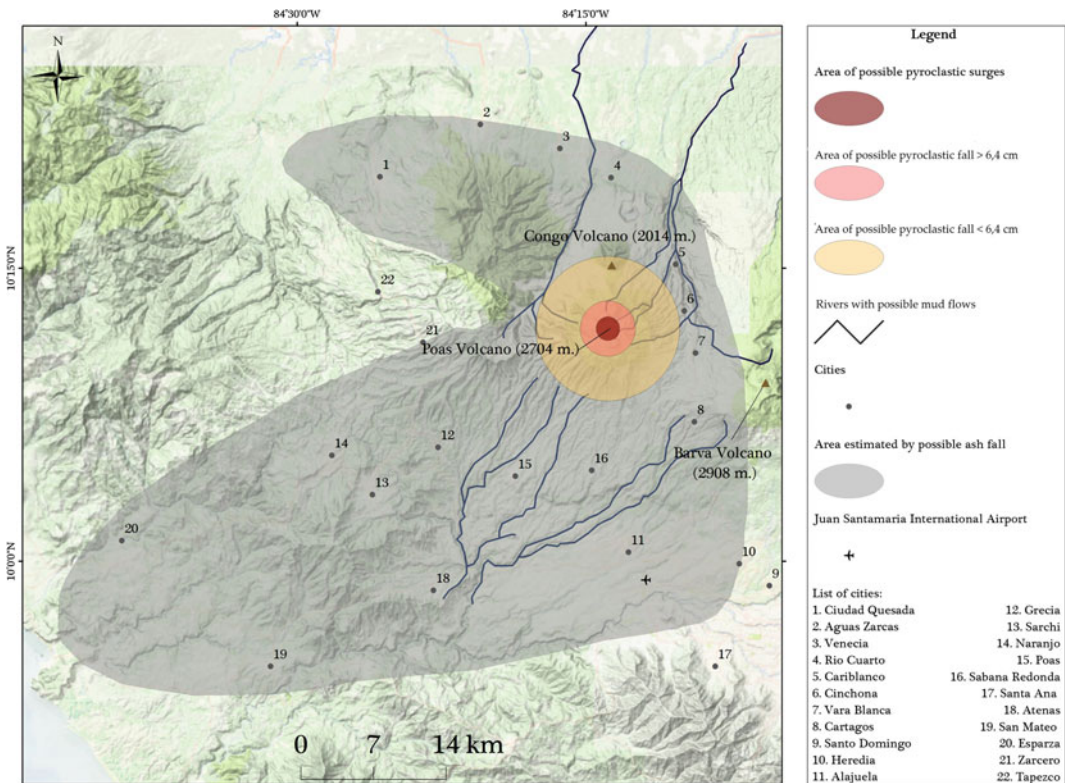 84°30'0"W
84°15'0"W
N
2
3
1
4
Congo Volcano (2014 m.)
5
10°15'0"N
22
6
21
Poas Volcano (2704 m.)
7
8
12
Barva Volcano
(2908 m.)
14
15
16
13
20
11
10°0'0"N
10
18
9
19
17
0 7 14 km
Legend
Area of possible pyroclastic surges
Area of possible pyroclastic fall > 6,4 cm
Area of possible pyroclastic fall < 6,4 cm
Rivers with possible mud flows
Cities
Area estimated by possible ash fall
Juan Santamaria International Airport
List of cities:
1. Ciudad Quesada
2. Aguas Zarcas
3. Venecia
4. Rio Cuarto
5. Cariblanco
6. Cinchona
7. Vara Blanca
8. Cartagos
9. Santo Domingo
10. Heredia
11. Alajuela
12. Grecia
13. Sarchi
14. Naranjo
15. Poas
16. Sabana Redonda
17. Santa Ana
18. Atenas
19. San Mateo
20. Esparza
21. Zarcero
22. Tapezco